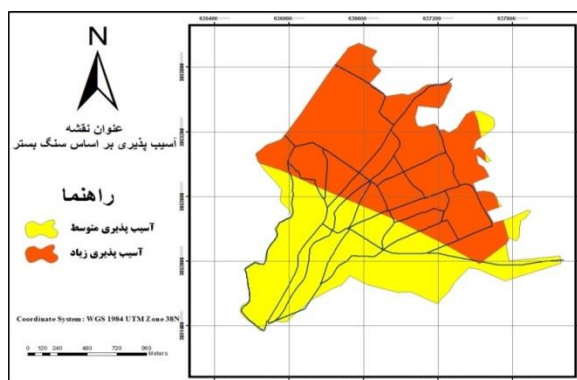 N
عنوان نقشه
آسیب پذیری بر اساس سنگ بستر
راهنما
آسیب پذیری متوسط
آسیب پذیری زیاد
Coordinate System : WGS 1984 UTM Zone 38N
0 120 240 480 720 960
Meters
635400
636000
636600
637200
637800